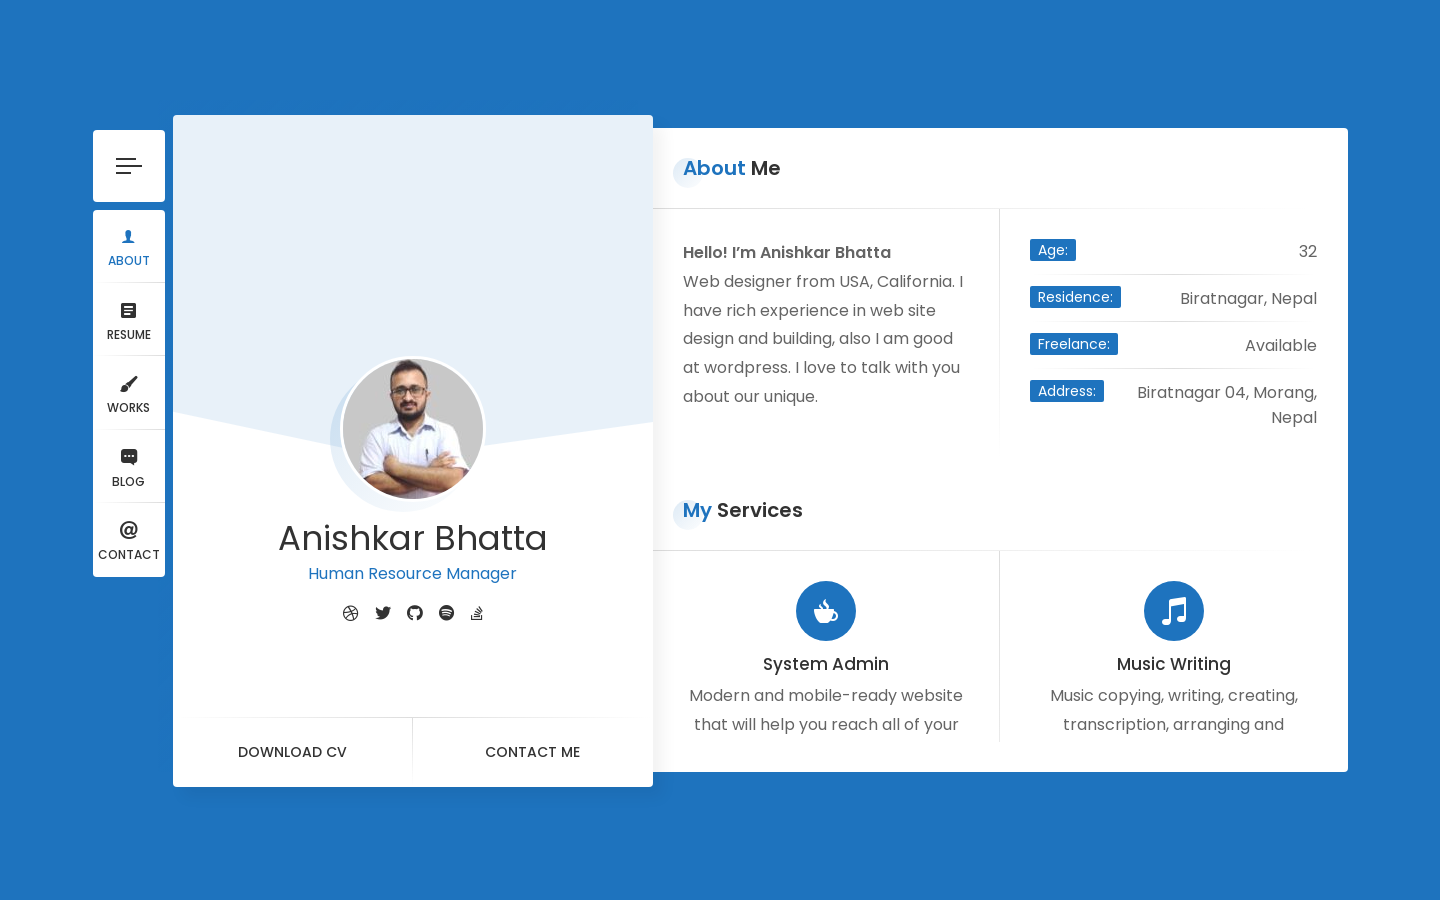 ABOUT
RESUME
WORKS
BLOG
CONTACT
Anishkar Bhatta
Human Resource Manager
DOWNLOAD CV
CONTACT ME
About Me
Hello! I’m Anishkar Bhatta
Web designer from USA, California. I
have rich experience in web site
design and building, also I am good
at wordpress. I love to talk with you
about our unique.
Age: 32
Residence: Biratnagar, Nepal
Freelance: Available
Address: Biratnagar 04, Morang,
Nepal
My Services
System Admin
Modern and mobile-ready website
that will help you reach all of your
Music Writing
Music copying, writing, creating,
transcription, arranging and